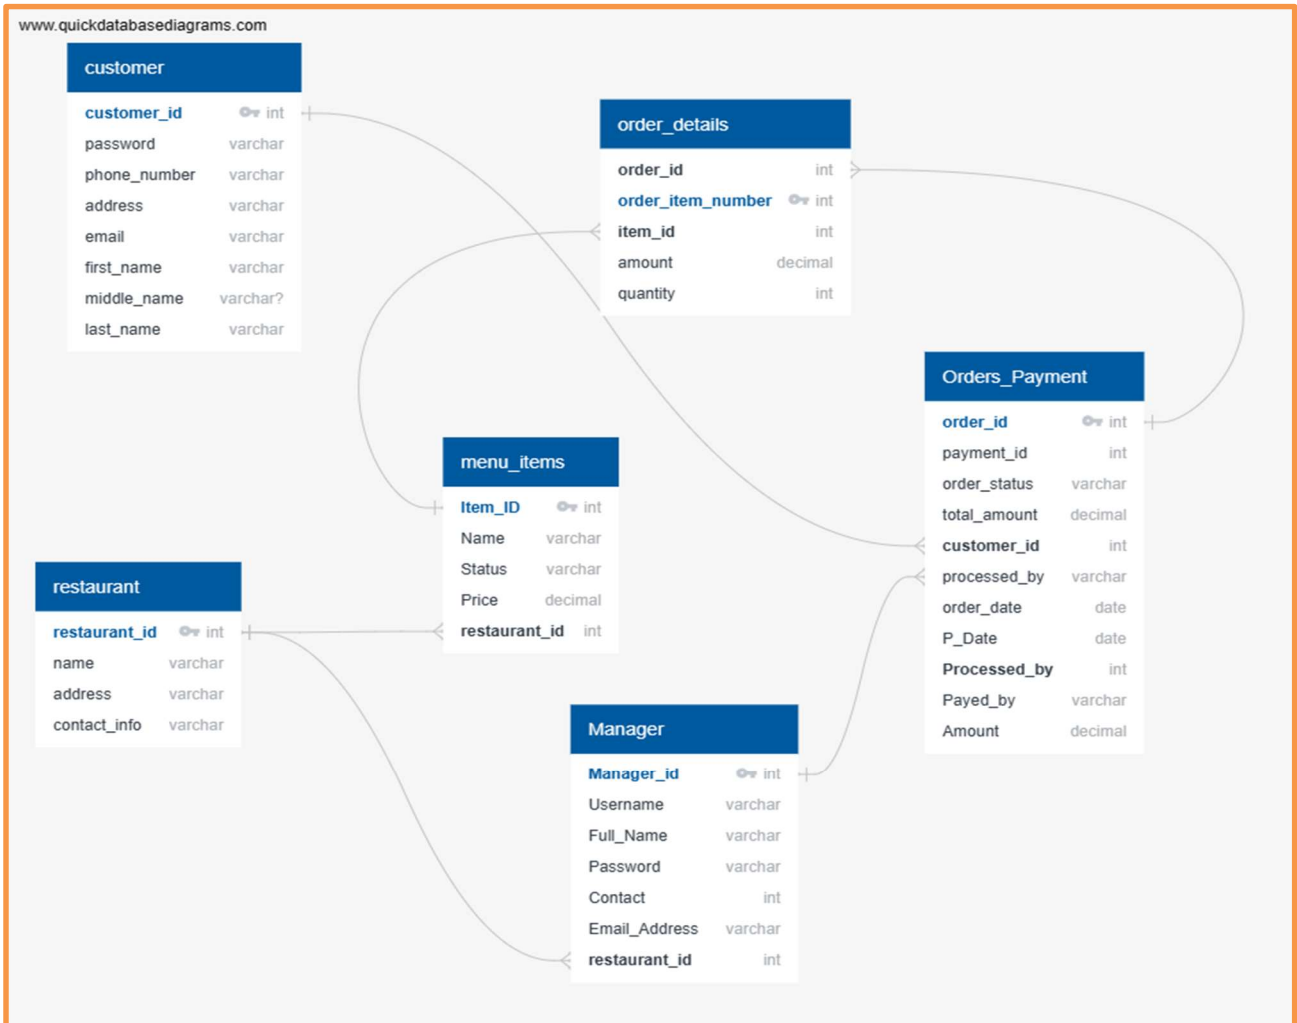 www.quickdatabasediagrams.com
customer
customer_id int
password varchar
phone_number varchar
address varchar
email varchar
first_name varchar
middle_name varchar?
last_name varchar
order_details
order_id int
order_item_number int
item_id int
amount decimal
quantity int
Orders_Payment
order_id int
payment_id int
order_status varchar
total_amount decimal
customer_id int
processed_by varchar
order_date date
P_Date date
Processed_by int
Payed_by varchar
Amount decimal
menu_items
Item_ID int
Name varchar
Status varchar
Price decimal
restaurant_id int
restaurant
restaurant_id int
name varchar
address varchar
contact_info varchar
Manager
Manager_id int
Username varchar
Full_Name varchar
Password varchar
Contact int
Email_Address varchar
restaurant_id int